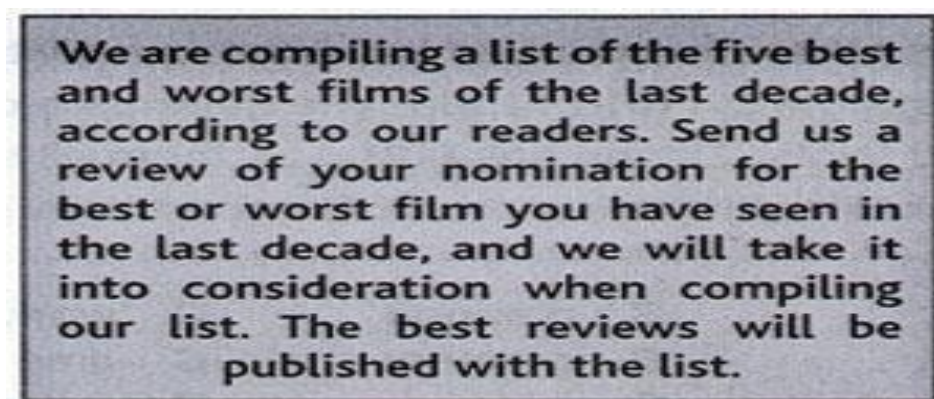 We are compiling a list of the five best
and worst films of the last decade,
according to our readers. Send us a
review of your nomination for the
best or worst film you have seen in
the last decade, and we will take it
into consideration when compiling
our list. The best reviews will be
published with the list.